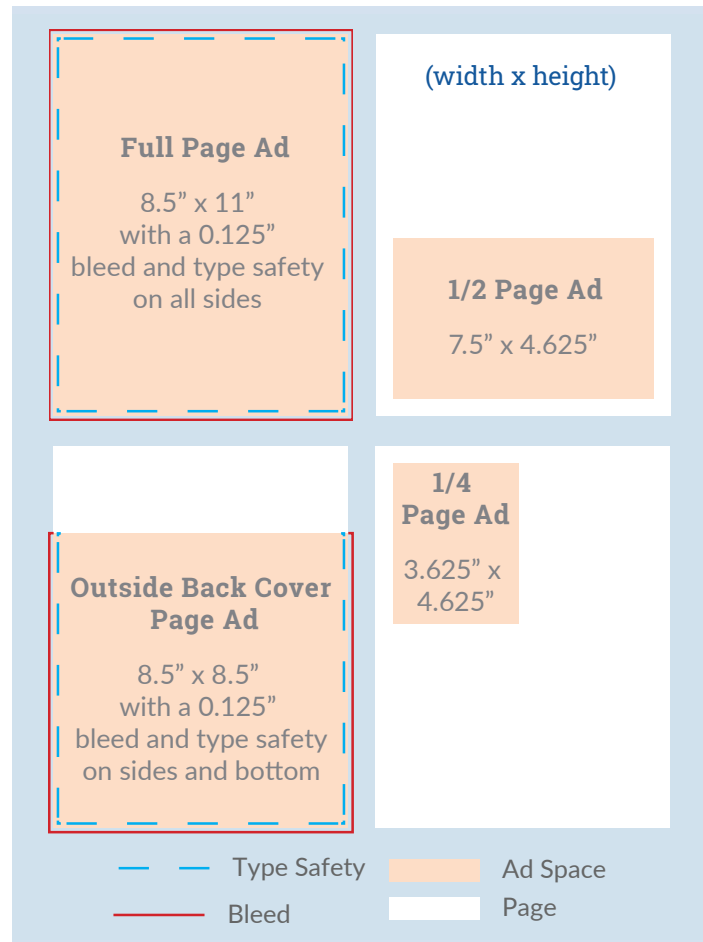 Full Page Ad
8.5” x 11”
with a 0.125”
bleed and type safety
on all sides
(width x height)
1/2 Page Ad
7.5” x 4.625”
Outside Back Cover
Page Ad
8.5” x 8.5”
with a 0.125”
bleed and type safety
on sides and bottom
1/4
Page Ad
3.625” x
4.625”
Type Safety
Bleed
Ad Space
Page